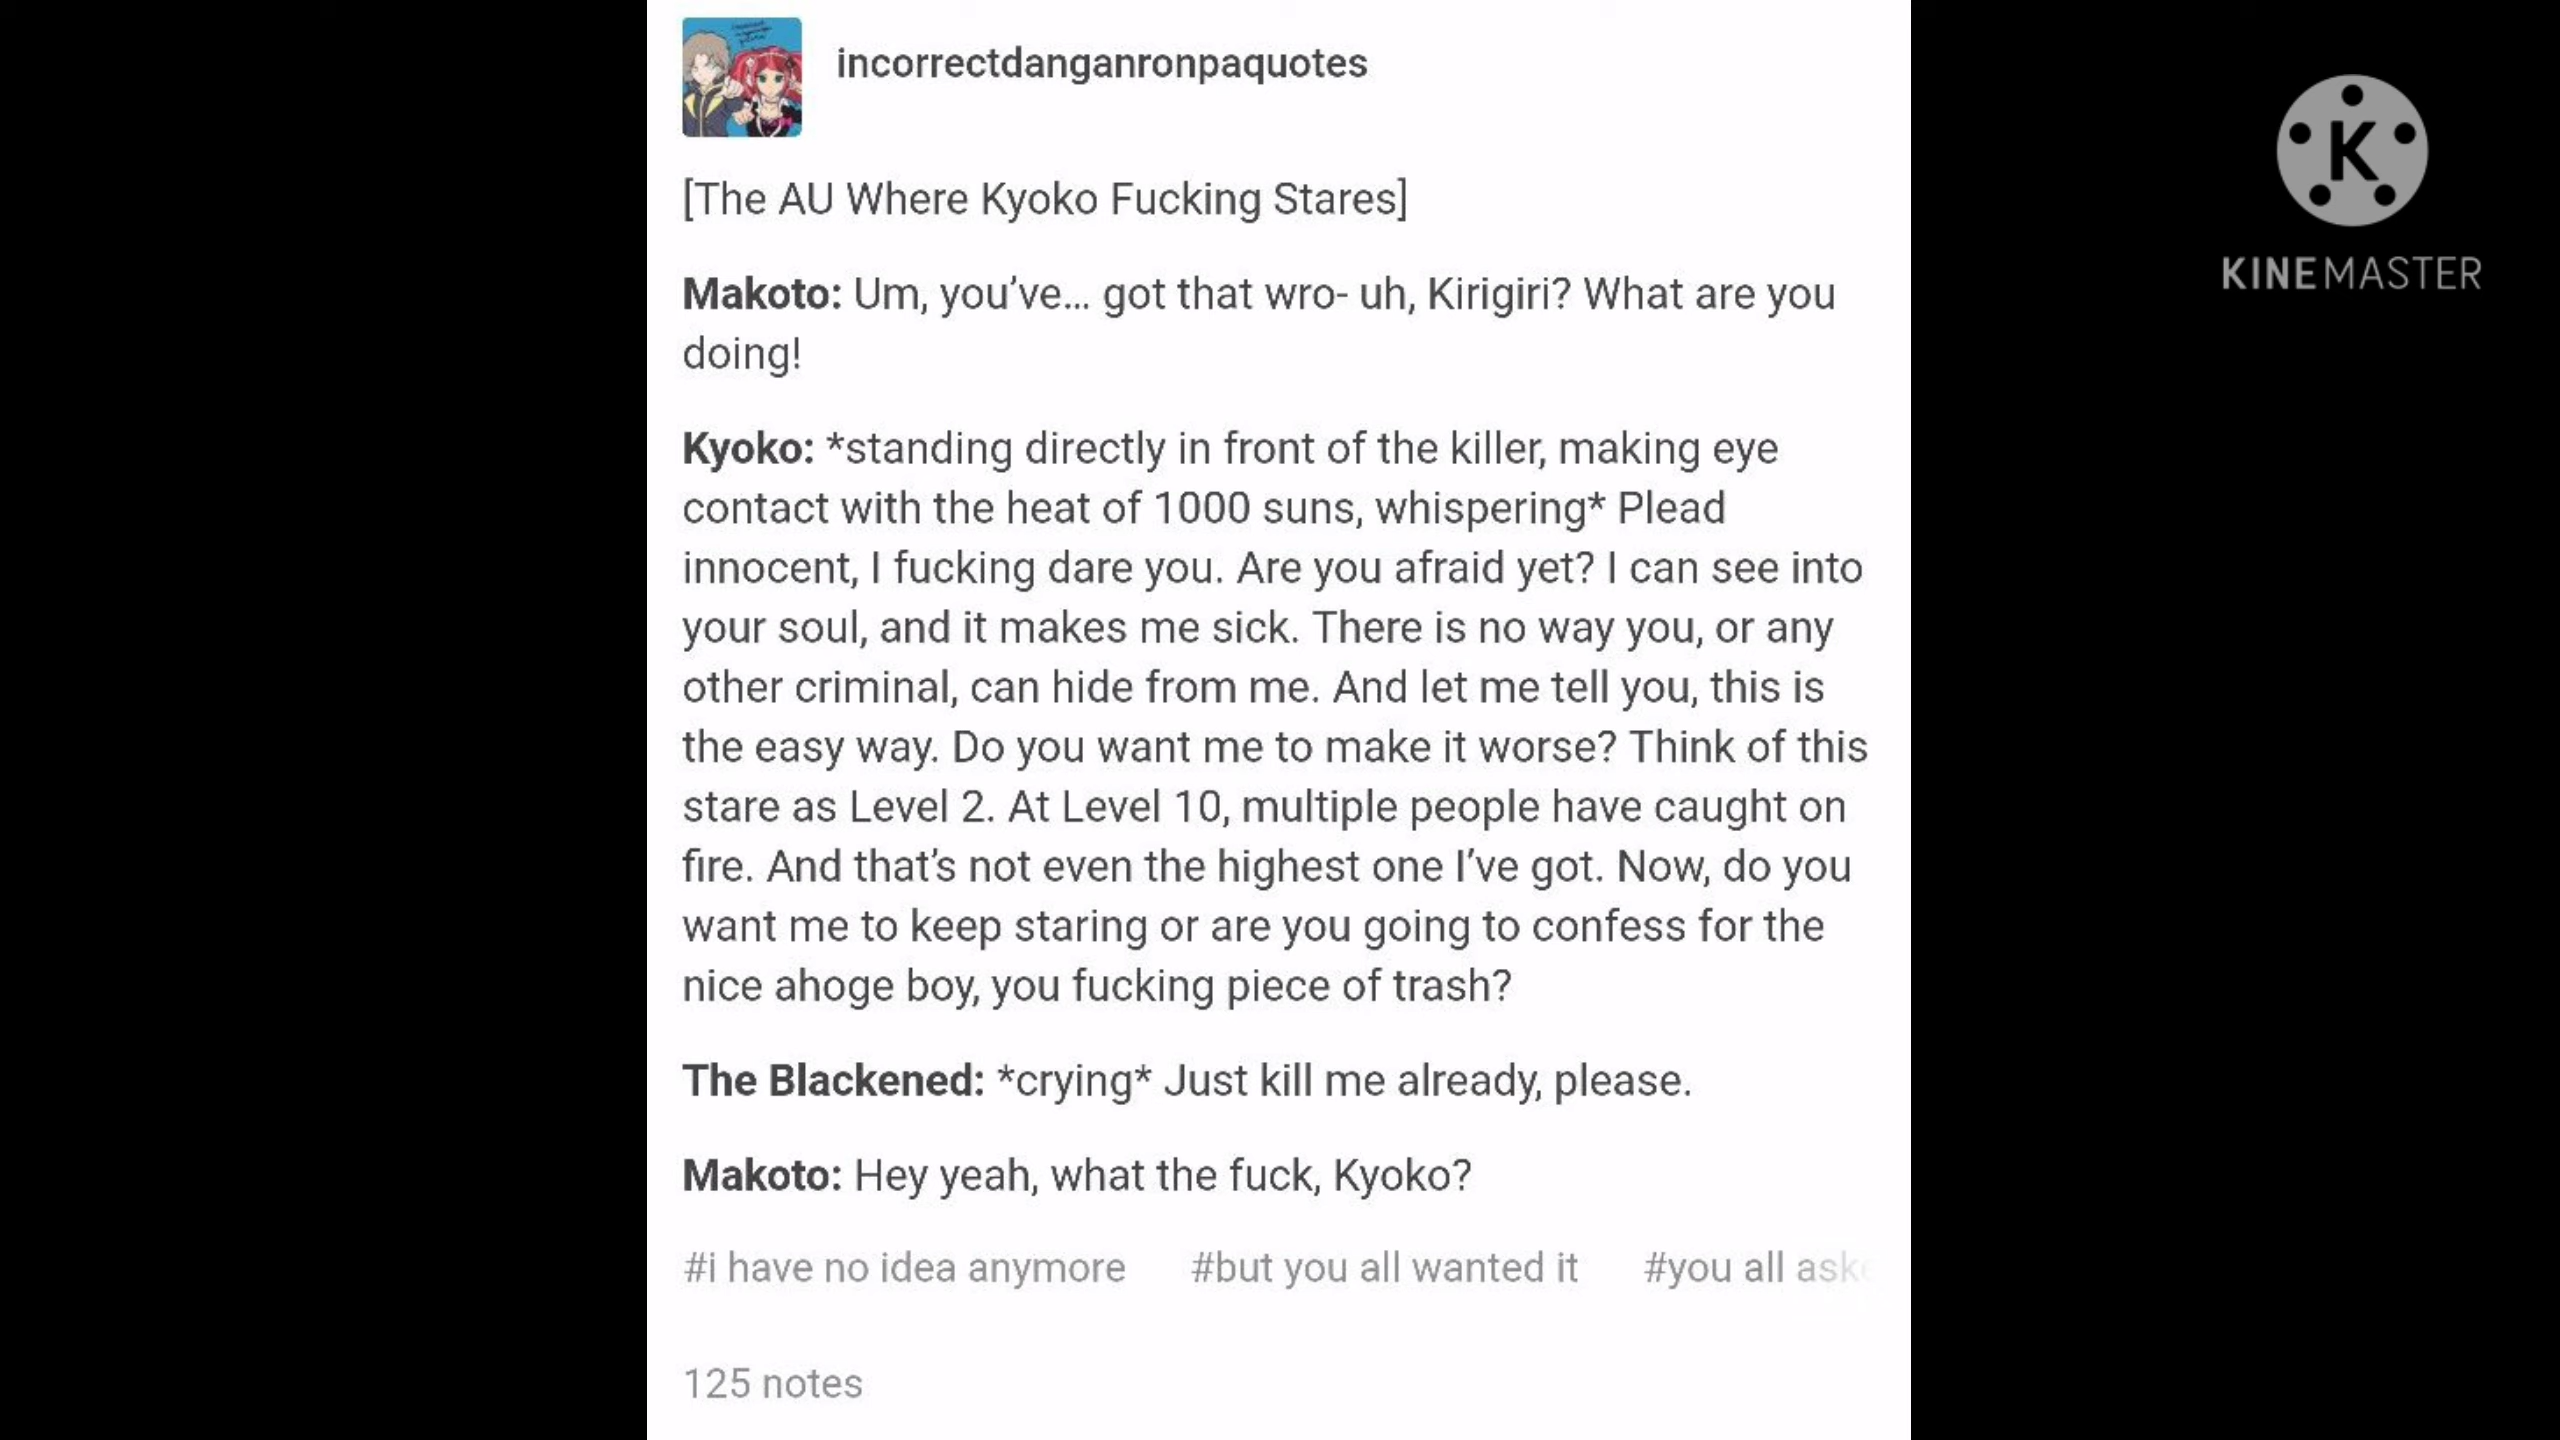 incorrectdanganronpaquotes
[The AU Where Kyoko Fucking Stares]
Makoto: Um, you've... got that wro- uh, Kirigiri? What are you
doing!
Kyoko: *standing directly in front of the killer, making eye
contact with the heat of 1000 suns, whispering* Plead
innocent, I fucking dare you. Are you afraid yet? I can see into
your soul, and it makes me sick. There is no way you, or any
other criminal, can hide from me. And let me tell you, this is
the easy way. Do you want me to make it worse? Think of this
stare as Level 2. At Level 10, multiple people have caught on
fire. And that's not even the highest one I've got. Now, do you
want me to keep staring or are you going to confess for the
nice ahoge boy, you fucking piece of trash?
The Blackened: *crying* Just kill me already, please.
Makoto: Hey yeah, what the fuck, Kyoko?
#i have no idea anymore #but you all wanted it #you all aske
125 notes
K
KINEMASTER